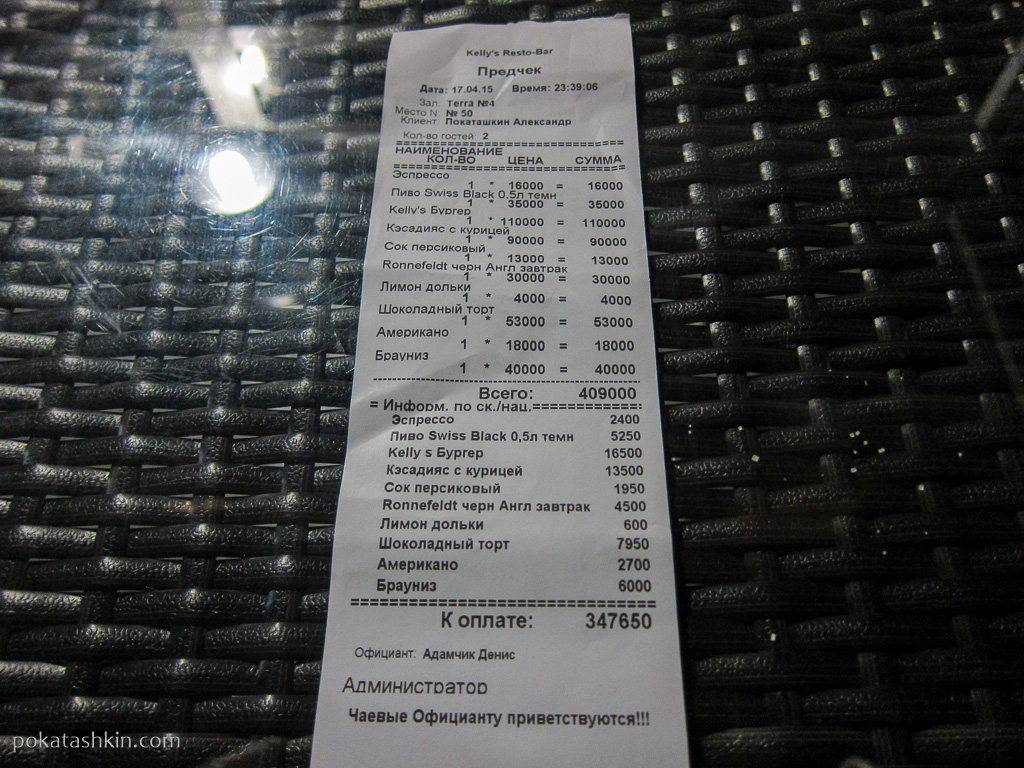 Kelly's Resto-Bar
Предчек
Дата: 17.04.15 Время: 23:39:06
Зал: Terra №4
Место N: № 50
Клиент: Покаташкин Александр
Кол-во гостей: 2
==========================================
НАИМЕНОВАНИЕ
КОЛ-ВО ЦЕНА СУММА
==========================================
Эспрессо
1 * 16000 = 16000
Пиво Swiss Black 0,5л темн
1 * 35000 = 35000
Kelly's Бургер
1 * 110000 = 110000
Кэсадияс с курицей
1 * 90000 = 90000
Сок персиковый
1 * 13000 = 13000
Ronnefeldt черн Англ завтрак
1 * 30000 = 30000
Лимон дольки
1 * 4000 = 4000
Шоколадный торт
1 * 53000 = 53000
Американо
1 * 18000 = 18000
Брауниз
1 * 40000 = 40000
------------------------------------------
Всего: 409000
= Информ. по ск./нац.==============
Эспрессо 2400
Пиво Swiss Black 0,5л темн 5250
Kelly s Бургер 16500
Кэсадияс с курицей 13500
Сок персиковый 1950
Ronnefeldt черн Англ завтрак 4500
Лимон дольки 600
Шоколадный торт 7950
Американо 2700
Брауниз 6000
==========================================
К оплате: 347650
Официант: Адамчик Денис
Администратор
Чаевые Официанту приветствуются!!!
pokatashkin.com